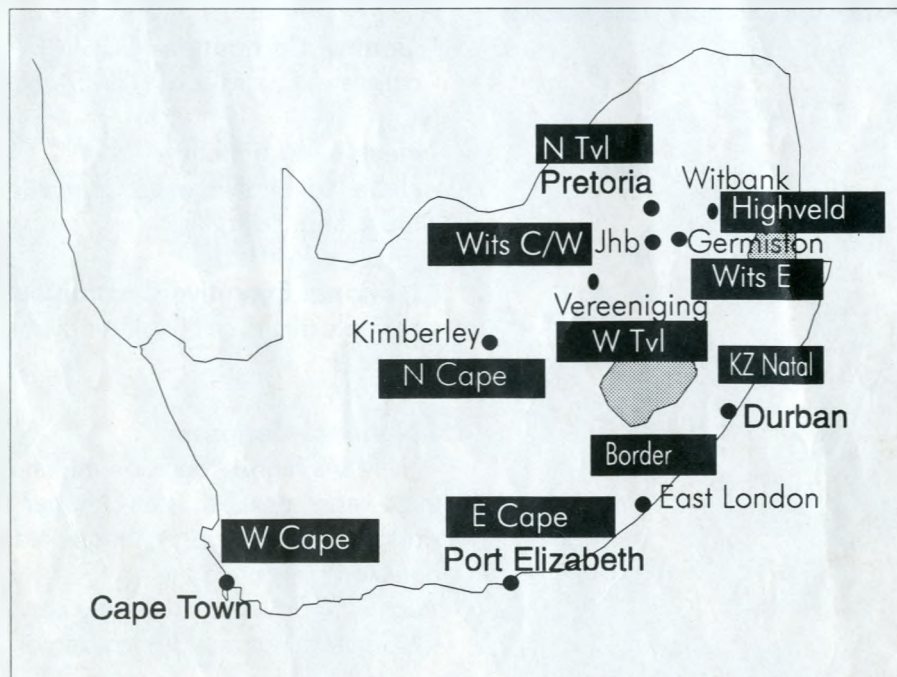 N Tvl
Pretoria
Witbank
Highveld
Wits C/W
Jhb
Germiston
Wits E
Vereeniging
Kimberley
W Tvl
N Cape
KZ Natal
Durban
Border
East London
E Cape
W Cape
Port Elizabeth
Cape Town